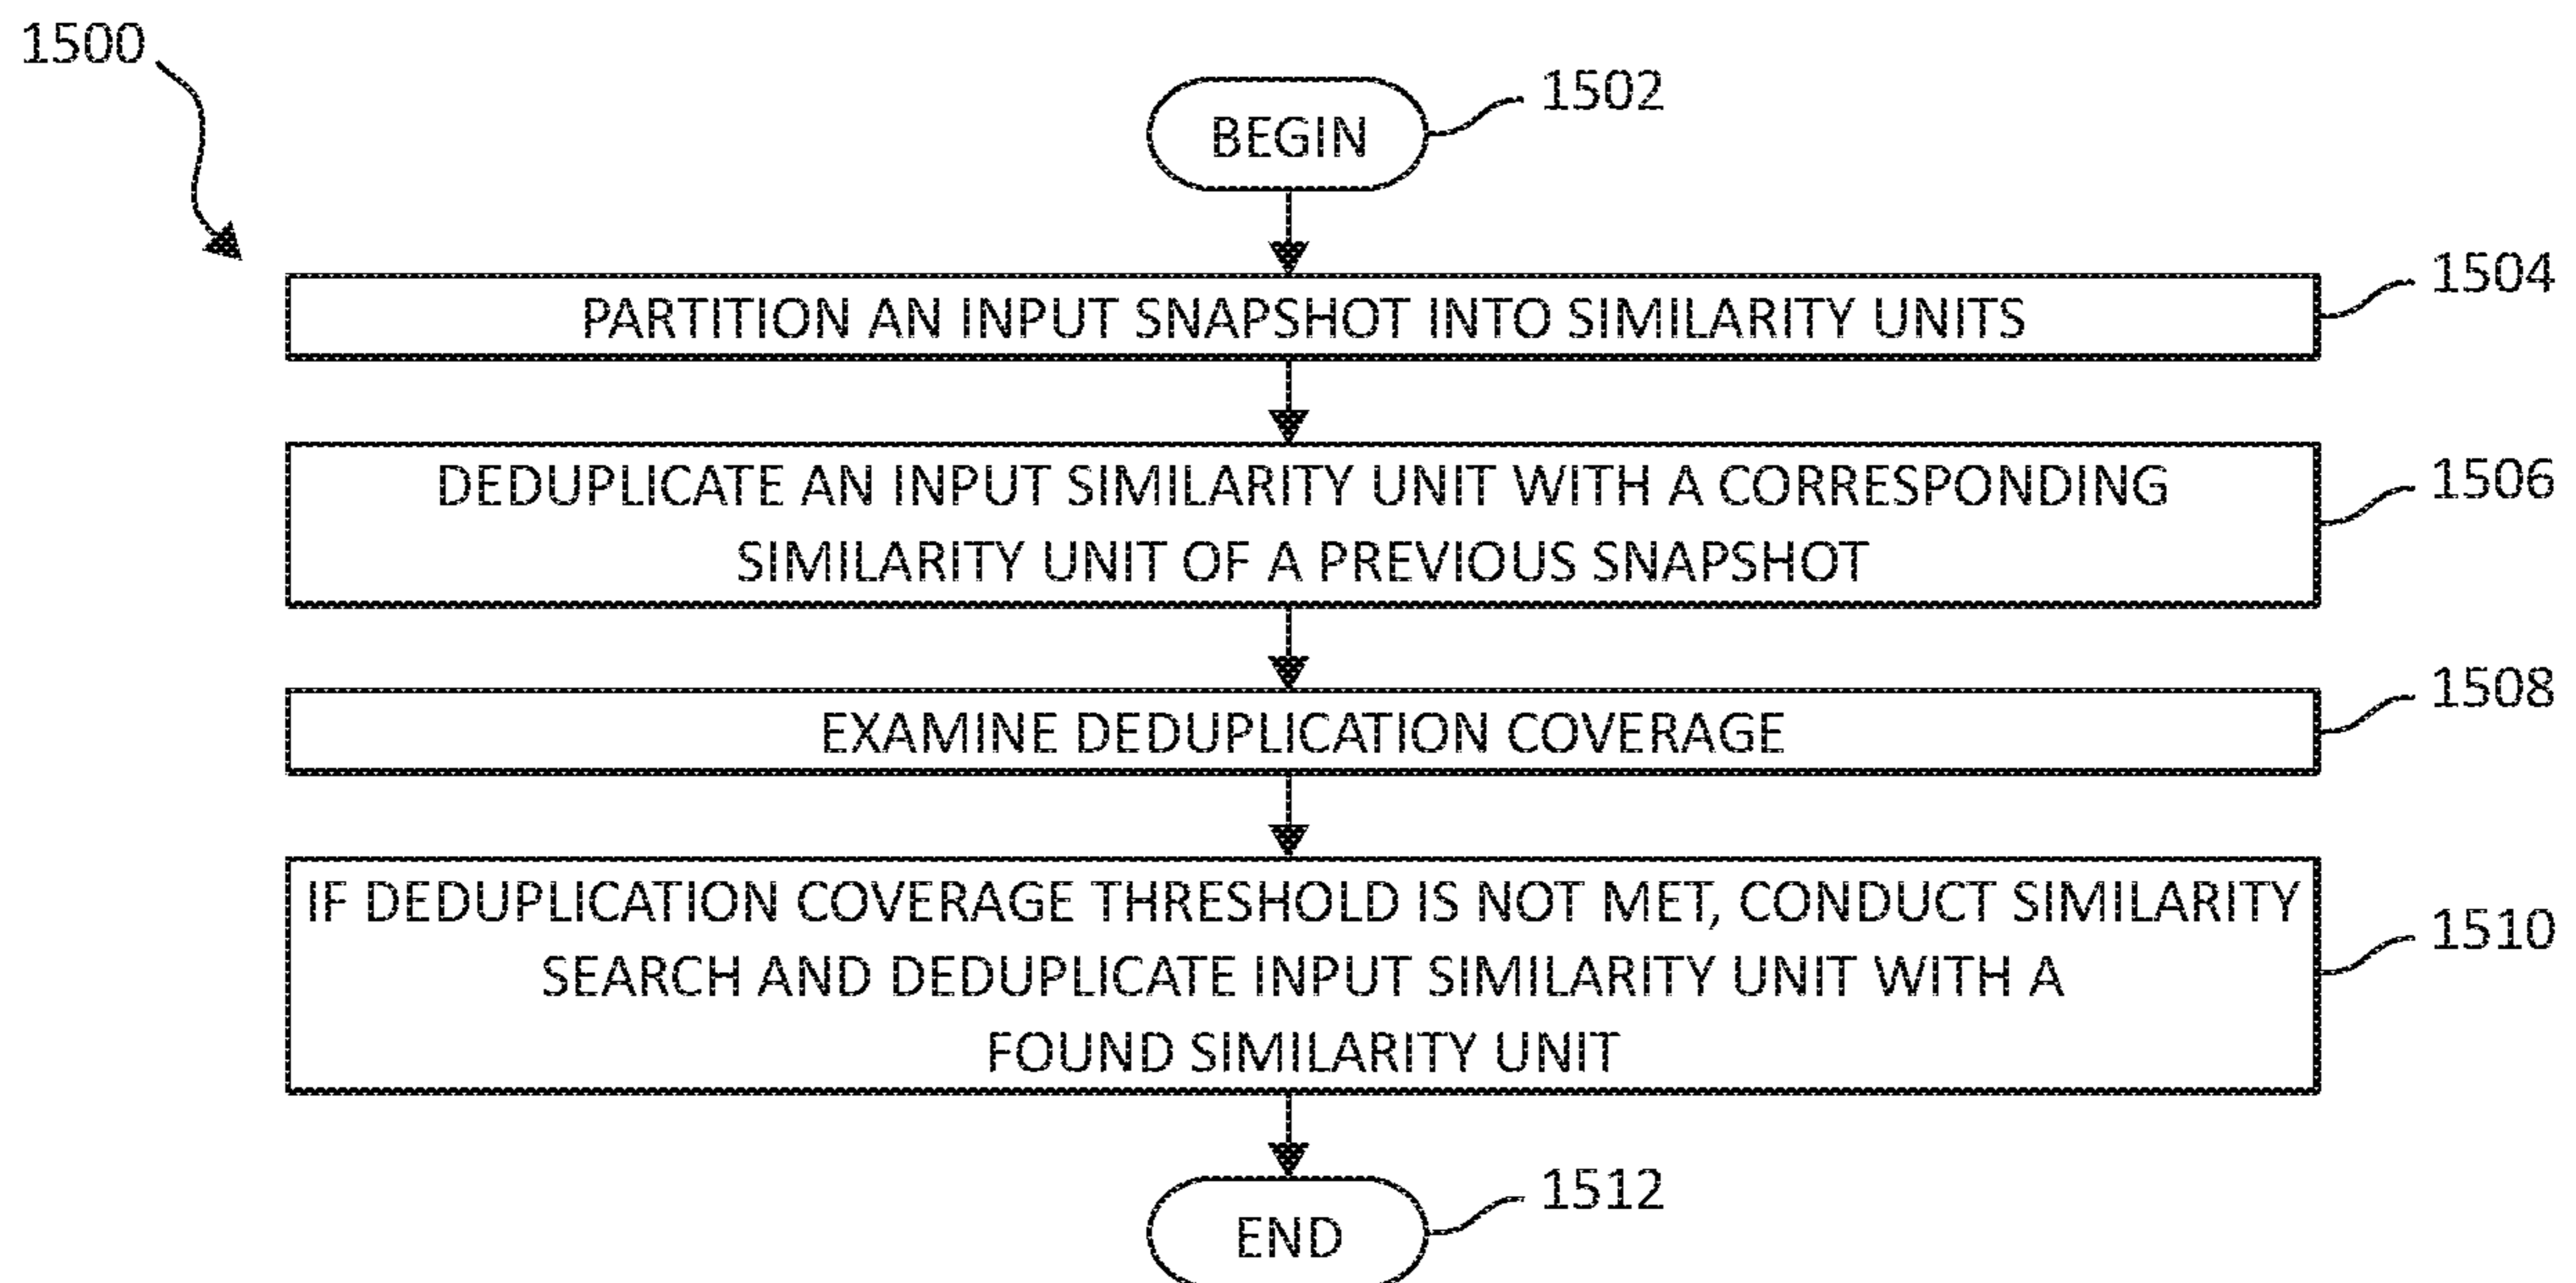 1500
1502
BEGIN
1504
PARTITION AN INPUT SNAPSHOT INTO SIMILARITY UNITS
1506
DEDUPLICATE AN INPUT SIMILARITY UNIT WITH A CORRESPONDING
SIMILARITY UNIT OF A PREVIOUS SNAPSHOT
1508
EXAMINE DEDUPLICATION COVERAGE
1510
IF DEDUPLICATION COVERAGE THRESHOLD IS NOT MET, CONDUCT SIMILARITY
SEARCH AND DEDUPLICATE INPUT SIMILARITY UNIT WITH A
FOUND SIMILARITY UNIT
1512
END